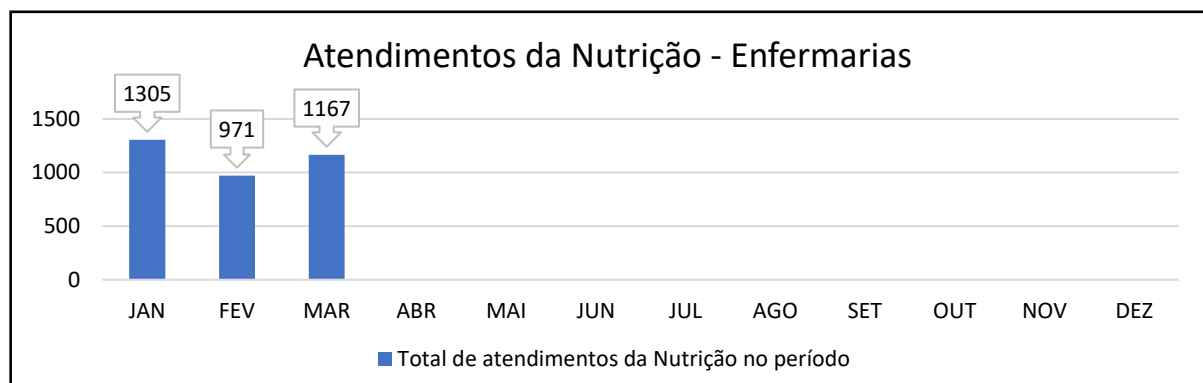 Atendimentos da Nutrição - Enfermarias
1305
971
1167
1500
1000
500
0
JAN FEV MAR ABR MAI JUN JUL AGO SET OUT NOV DEZ
Total de atendimentos da Nutrição no período